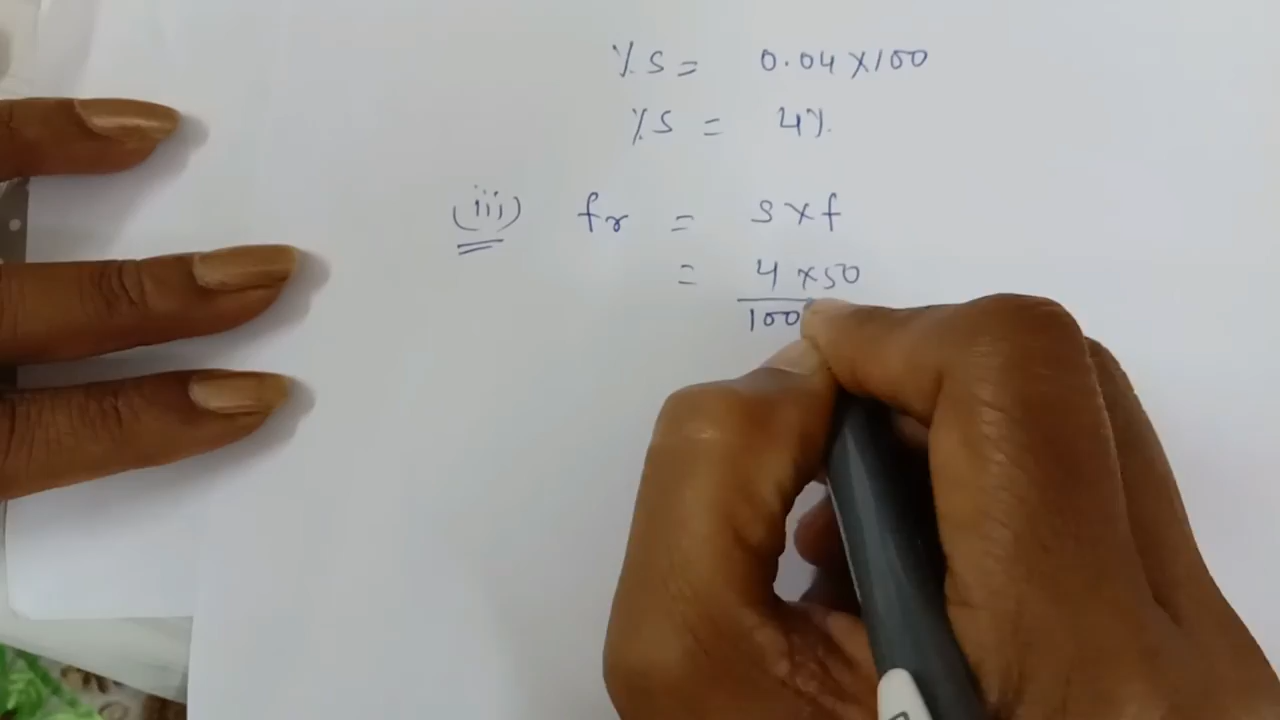 % S = 0.04 × 100
% S = 4%
(iii) fr = s × f
= 4 × 50
100